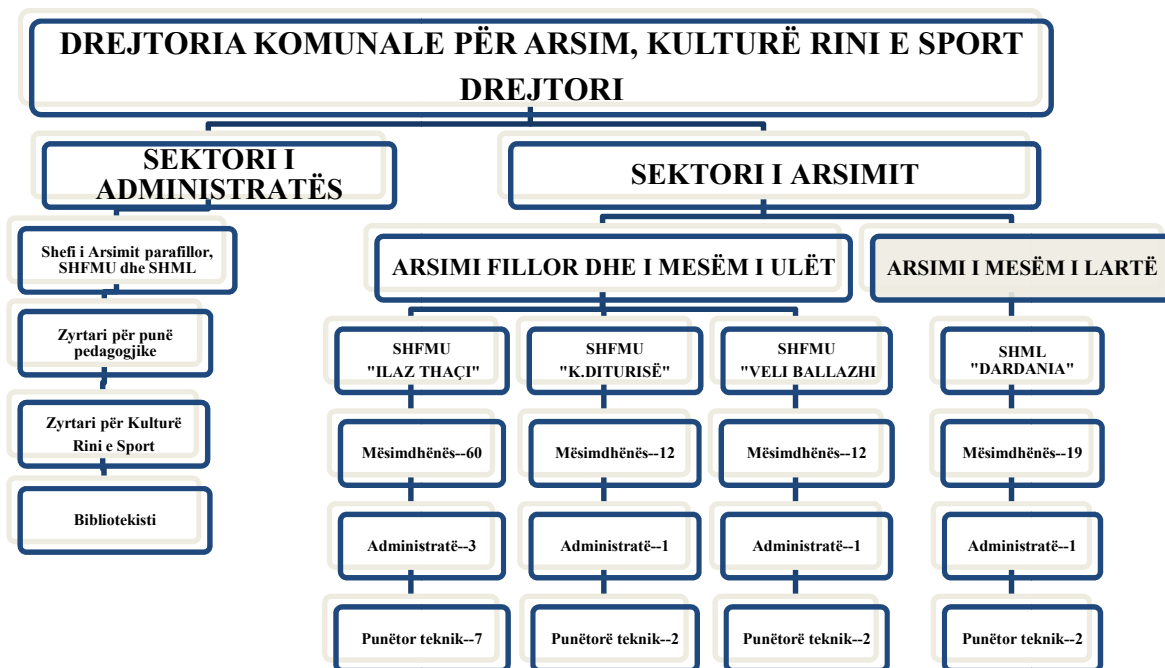 DREJTORIA KOMUNALE PËR ARSIM, KULTURË RINI E SPORT
DREJTORI
SEKTORI I
ADMINISTRATËS
SEKTORI I ARSIMIT
Shefi i Arsimit parafillor,
SHFMU dhe SHML
Zyrtari për punë
pedagogjike
Zyrtari për Kulturë
Rini e Sport
Bibliotekisti
ARSIMI FILLOR DHE I MESËM I ULËT
ARSIMI I MESËM I LARTË
SHFMU
"ILAZ THAÇI"
Mësimdhënës--60
Administratë--3
Punëtor teknik--7
SHFMU
"K.DITURISË"
Mësimdhënës--12
Administratë--1
Punëtorë teknik--2
SHFMU
"VELI BALLAZHI
Mësimdhënës--12
Administratë--1
Punëtorë teknik--2
SHML
"DARDANIA"
Mësimdhënës--19
Administratë--1
Punëtor teknik--2